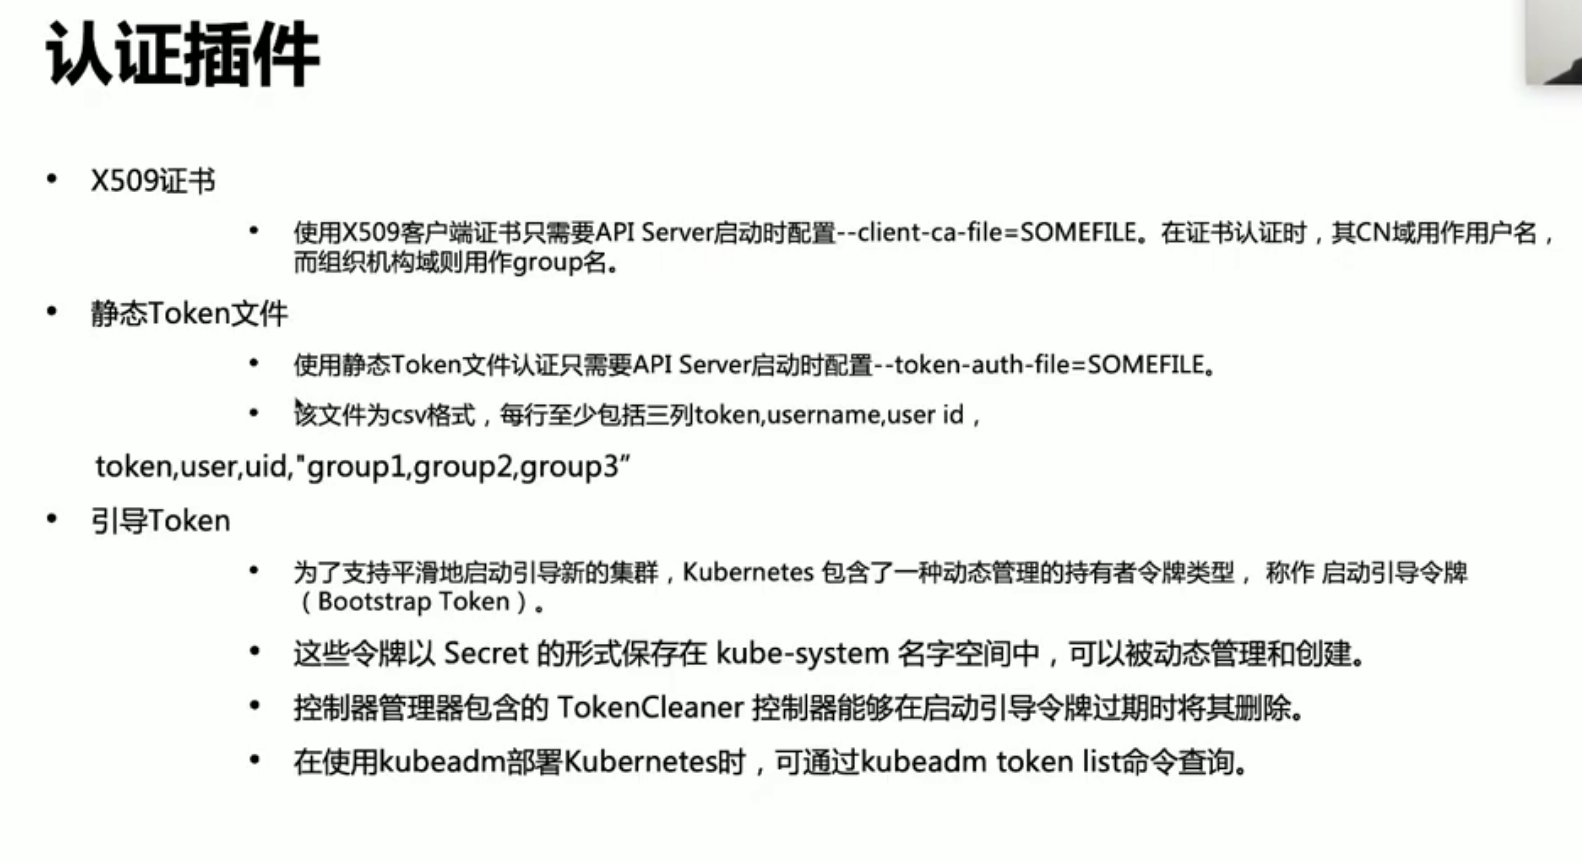 认证插件
• X509证书
• 使用X509客户端证书只需要API Server启动时配置--client-ca-file=SOMEFILE。在证书认证时，其CN域用作用户名，
而组织机构域则用作group名。
• 静态Token文件
• 使用静态Token文件认证只需要API Server启动时配置--token-auth-file=SOMEFILE。
• 该文件为csv格式，每行至少包括三列token,username,user id，
token,user,uid,"group1,group2,group3”
• 引导Token
• 为了支持平滑地启动引导新的集群，Kubernetes 包含了一种动态管理的持有者令牌类型， 称作 启动引导令牌
（Bootstrap Token）。
• 这些令牌以 Secret 的形式保存在 kube-system 名字空间中，可以被动态管理和创建。
• 控制器管理器包含的 TokenCleaner 控制器能够在启动引导令牌过期时将其删除。
• 在使用kubeadm部署Kubernetes时，可通过kubeadm token list命令查询。